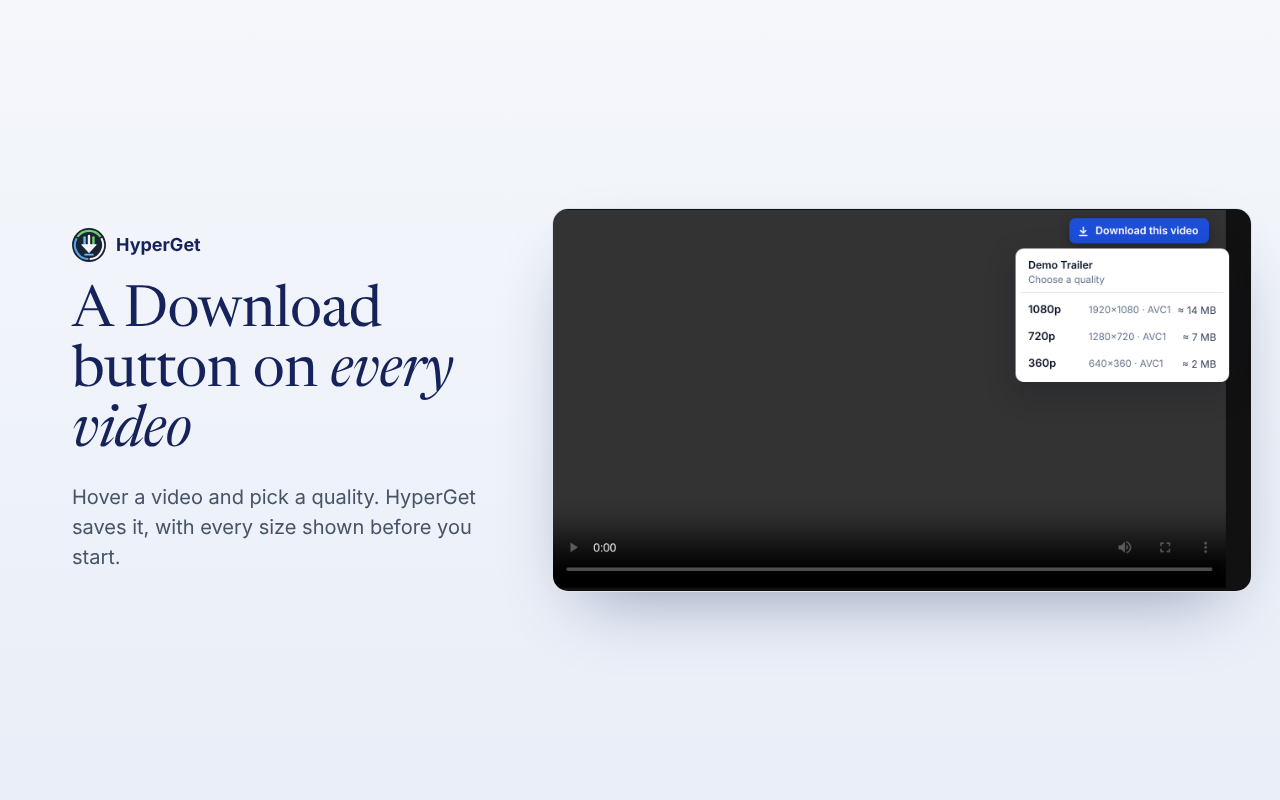 HyperGet
A Download
button on every
video
Hover a video and pick a quality. HyperGet
saves it, with every size shown before you
start.
Download this video
Demo Trailer
Choose a quality
1080p 1920×1080 · AVC1 ≈ 14 MB
720p 1280×720 · AVC1 ≈ 7 MB
360p 640×360 · AVC1 ≈ 2 MB
0:00